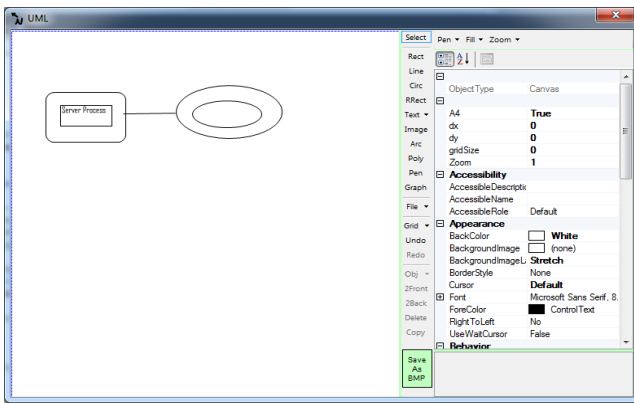 UML
Select Pen Fill Zoom
Rect
Line
Circ
RRect
Text
Image
Arc
Poly
Pen
Graph
File
Grid
Undo
Redo
Obj
2Front
2Back
Delete
Copy
Save
As
BMP
Server Process
ObjectType Canvas
A4 True
dx 0
dy 0
gridSize 0
Zoom 1
Accessibility
AccessibleDescriptic
AccessibleName
AccessibleRole Default
Appearance
BackColor White
BackgroundImage (none)
BackgroundImageL Stretch
BorderStyle None
Cursor Default
Font Microsoft Sans Serif, 8.
ForeColor ControlText
RightToLeft No
UseWaitCursor False
Behavior